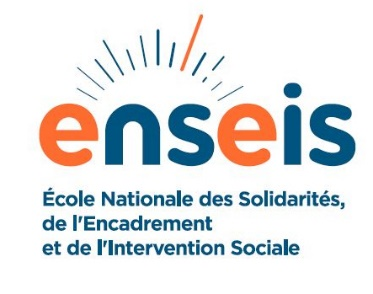 enseis
École Nationale des Solidarités,
de l'Encadrement
et de l'Intervention Sociale